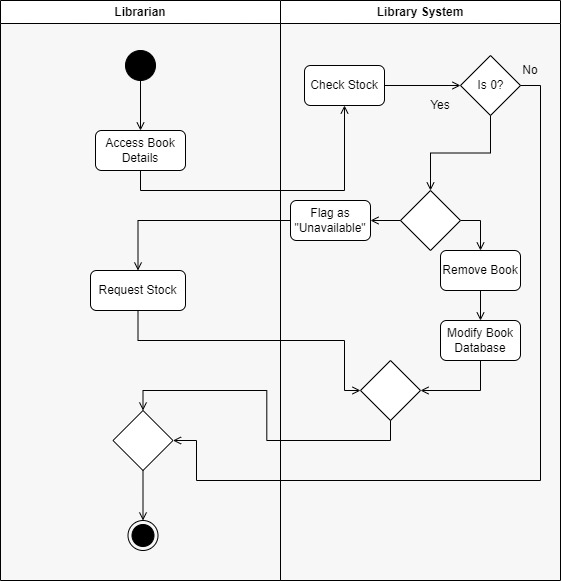 Librarian
Library System
No
Is 0?
Check Stock
Yes
Access Book
Details
Flag as
"Unavailable"
Remove Book
Request Stock
Modify Book
Database